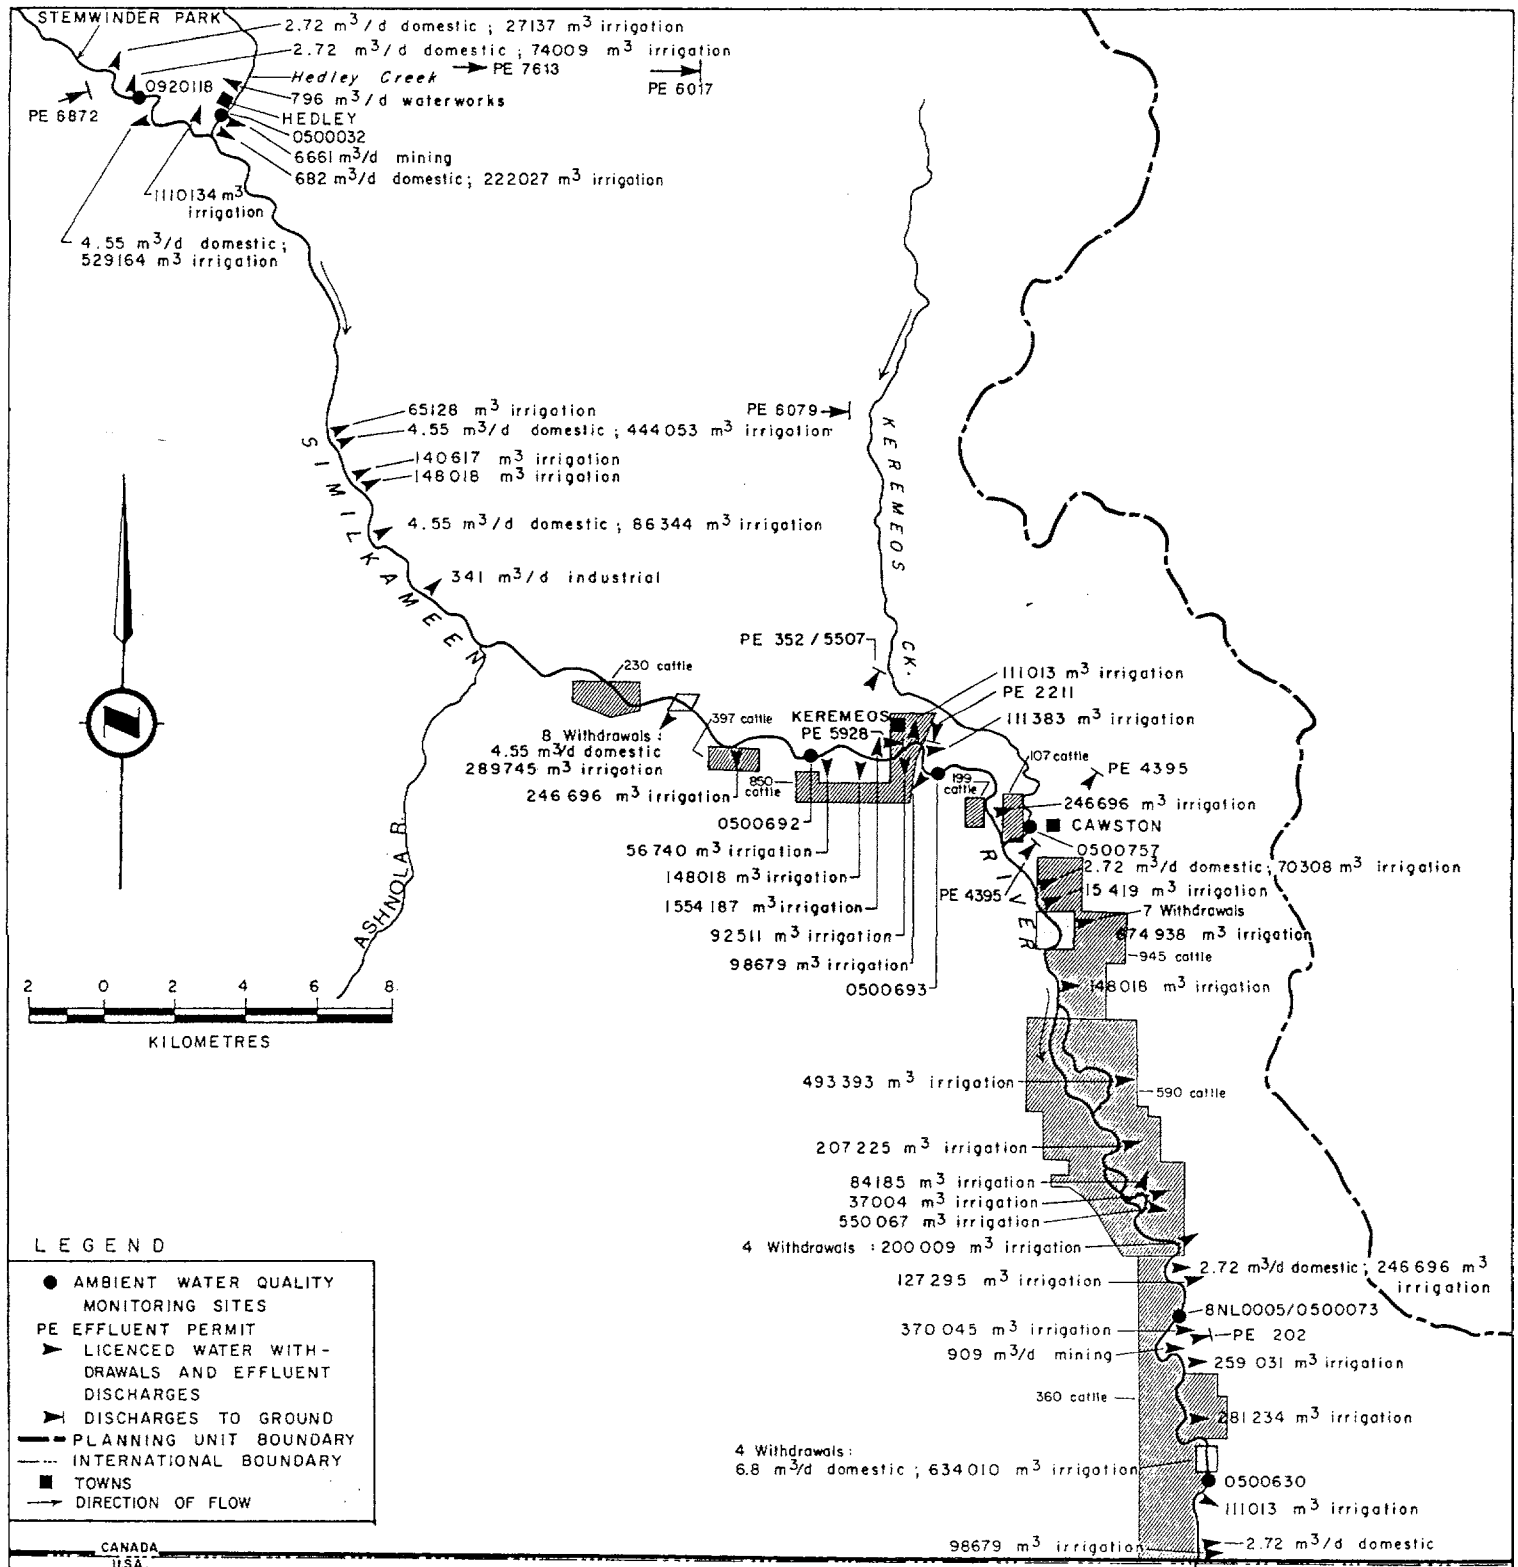 STEMWINDER PARK
2.72 m³/d domestic ; 27137 m³ irrigation
2.72 m³/d domestic ; 74009 m³ irrigation
Hedley Creek
PE 7613
PE 6017
0920118
796 m³/d waterworks
PE 6872
HEDLEY
0500032
6661 m³/d mining
682 m³/d domestic; 222027 m³ irrigation
1110134 m³
irrigation
4.55 m³/d domestic;
529164 m³ irrigation
65128 m³ irrigation
PE 6079
4.55 m³/d domestic ; 444053 m³ irrigation
140617 m³ irrigation
148018 m³ irrigation
4.55 m³/d domestic ; 86344 m³ irrigation
341 m³/d industrial
SIMILKAMEEN
KEREMEOS
CK.
PE 352 / 5507
230 cattle
111013 m³ irrigation
PE 2211
397 cattle
KEREMEOS
PE 5928
111383 m³ irrigation
8 Withdrawals :
4.55 m³/d domestic
289745 m³ irrigation
107 cattle
PE 4395
850
cattle
199
cattle
246 696 m³ irrigation
246696 m³ irrigation
0500692
CAWSTON
0500757
56740 m³ irrigation
RIVER
2.72 m³/d domestic; 70308 m³ irrigation
148018 m³ irrigation
PE 4395
15 419 m³ irrigation
1554 187 m³ irrigation
7 Withdrawals
92511 m³ irrigation
674 938 m³ irrigation
945 cattle
98679 m³ irrigation
0500693
148018 m³ irrigation
ASHNOLA R.
2 0 2 4 6 8
KILOMETRES
493 393 m³ irrigation
590 cattle
207 225 m³ irrigation
84185 m³ irrigation
37004 m³ irrigation
550 067 m³ irrigation
4 Withdrawals : 200 009 m³ irrigation
2.72 m³/d domestic ; 246 696 m³
irrigation
127 295 m³ irrigation
8NL0005/0500073
370 045 m³ irrigation
PE 202
909 m³/d mining
259 031 m³ irrigation
360 cattle
281234 m³ irrigation
4 Withdrawals :
6.8 m³/d domestic ; 634 010 m³ irrigation
0500630
111013 m³ irrigation
98679 m³ irrigation
2.72 m³/d domestic
LEGEND
AMBIENT WATER QUALITY
MONITORING SITES
PE EFFLUENT PERMIT
LICENCED WATER WITH-
DRAWALS AND EFFLUENT
DISCHARGES
DISCHARGES TO GROUND
PLANNING UNIT BOUNDARY
INTERNATIONAL BOUNDARY
TOWNS
DIRECTION OF FLOW
CANADA
USA